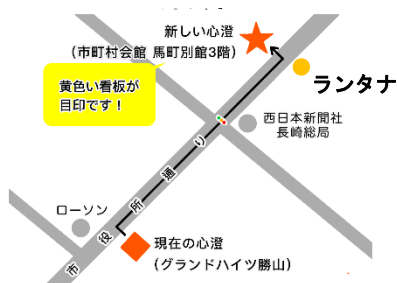 新しい心澄
(市町村会館 馬町別館3階)
黄色い看板が
目印です！
ランタナ
西日本新聞社
長崎総局
市役所通り
ローソン
現在の心澄
(グランドハイツ勝山)